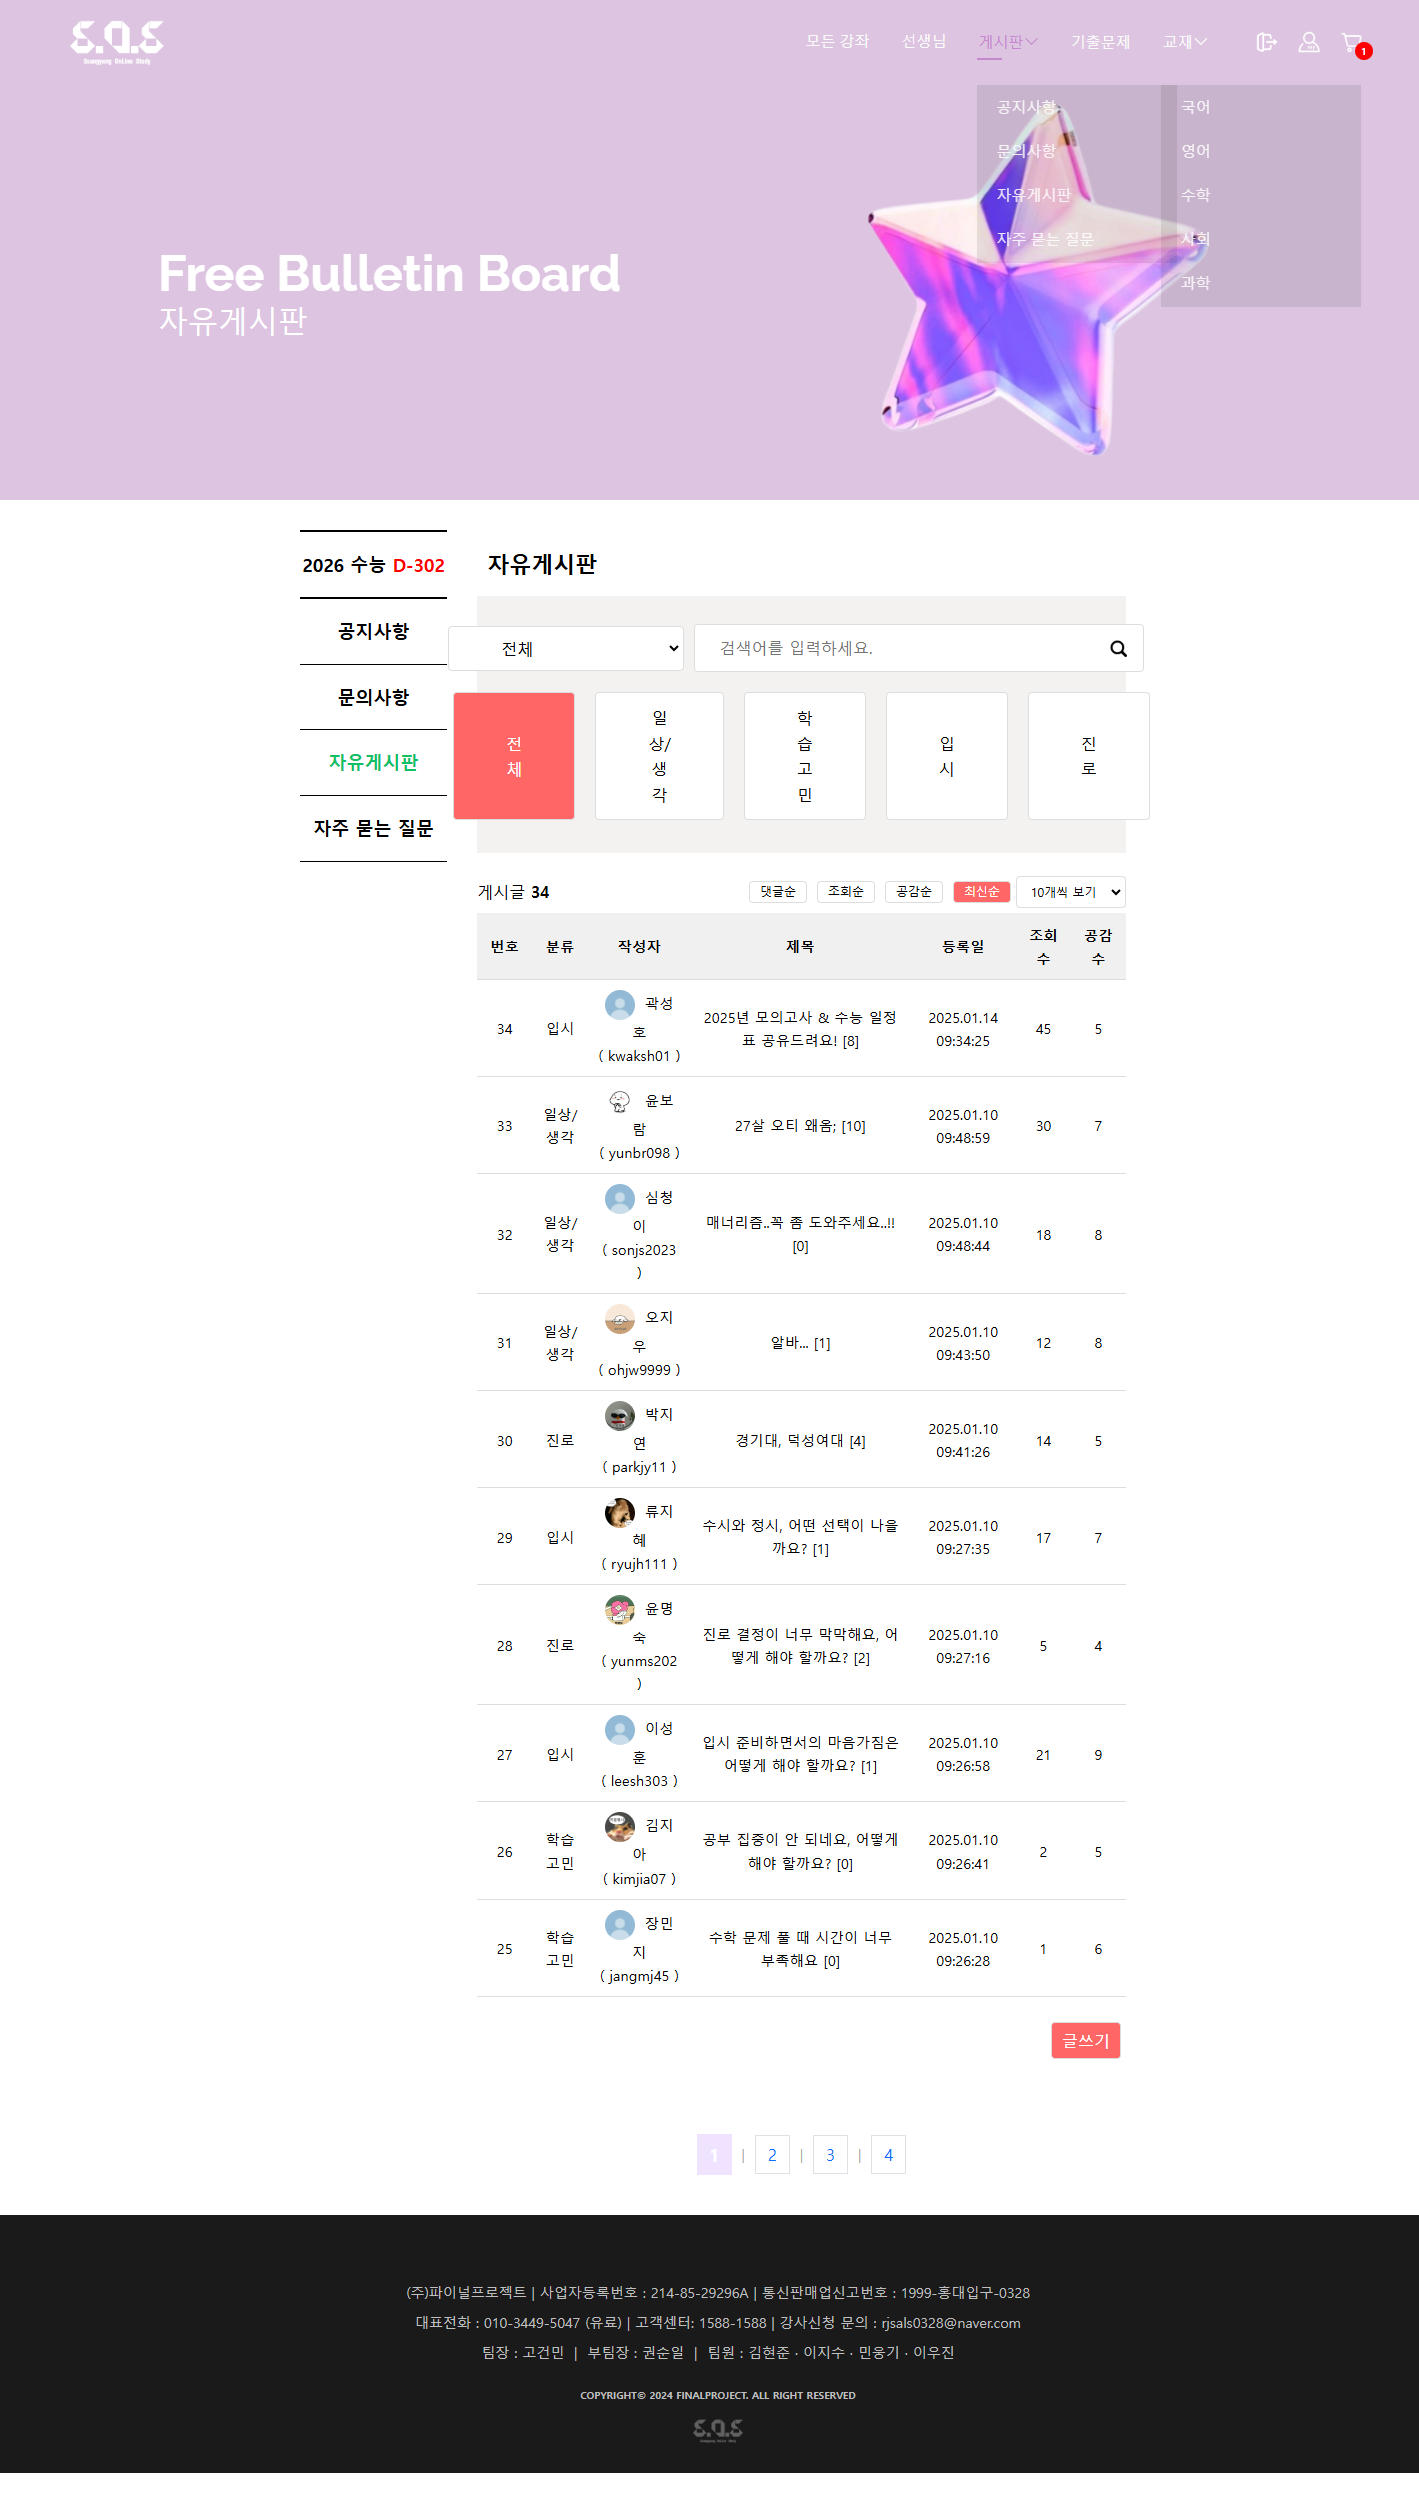 S.O.S
Guangyong OnLine Study
모든 강좌
선생님
게시판
기출문제
교재
1
공지사항
문의사항
자유게시판
자주 묻는 질문
국어
영어
수학
사회
과학
Free Bulletin Board
자유게시판
2026 수능 D-302
공지사항
문의사항
자유게시판
자주 묻는 질문
자유게시판
전체
검색어를 입력하세요.
전
체
일
상/
생
각
학
습
고
민
입
시
진
로
게시글 34
댓글순 조회순 공감순 최신순 10개씩 보기
번호 분류 작성자 제목 등록일 조회 공감
수 수
34 입시 곽성
호
( kwaksh01 )
2025년 모의고사 & 수능 일정
표 공유드려요! [8]
2025.01.14
09:34:25
45 5
33 일상/
생각
윤보
람
( yunbr098 )
27살 오티 왜옴; [10]
2025.01.10
09:48:59
30 7
32 일상/
생각
심청
이
( sonjs2023
)
매너리즘..꼭 좀 도와주세요..!!
[0]
2025.01.10
09:48:44
18 8
31 일상/
생각
오지
우
( ohjw9999 )
알바... [1]
2025.01.10
09:43:50
12 8
30 진로 박지
연
( parkjy11 )
경기대, 덕성여대 [4]
2025.01.10
09:41:26
14 5
29 입시 류지
혜
( ryujh111 )
수시와 정시, 어떤 선택이 나을
까요? [1]
2025.01.10
09:27:35
17 7
28 진로 윤명
숙
( yunms202
)
진로 결정이 너무 막막해요, 어
떻게 해야 할까요? [2]
2025.01.10
09:27:16
5 4
27 입시 이성
훈
( leesh303 )
입시 준비하면서의 마음가짐은
어떻게 해야 할까요? [1]
2025.01.10
09:26:58
21 9
26 학습
고민
김지
아
( kimjia07 )
공부 집중이 안 되네요, 어떻게
해야 할까요? [0]
2025.01.10
09:26:41
2 5
25 학습
고민
장민
지
( jangmj45 )
수학 문제 풀 때 시간이 너무
부족해요 [0]
2025.01.10
09:26:28
1 6
글쓰기
1 | 2 | 3 | 4
(주)파이널프로젝트 | 사업자등록번호 : 214-85-29296A | 통신판매업신고번호 : 1999-홍대입구-0328
대표전화 : 010-3449-5047 (유료) | 고객센터: 1588-1588 | 강사신청 문의 : rjsals0328@naver.com
팀장 : 고건민 | 부팀장 : 권순일 | 팀원 : 김현준 · 이지수 · 민웅기 · 이우진
COPYRIGHT© 2024 FINALPROJECT. ALL RIGHT RESERVED